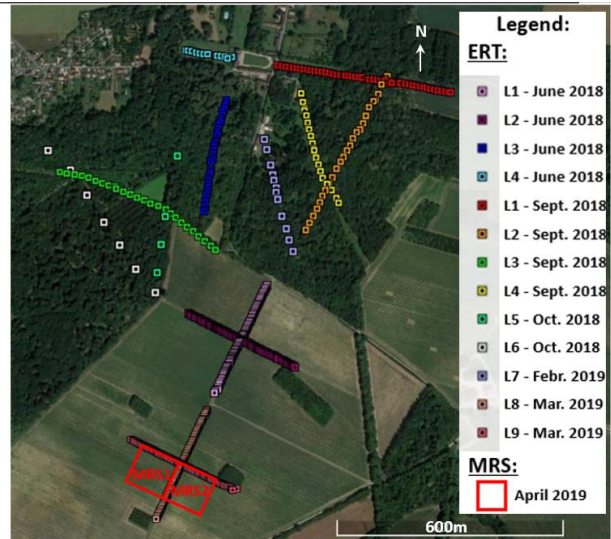 Legend:
ERT:
N
L1 - June 2018
L2 - June 2018
L3 - June 2018
L4 - June 2018
L1 - Sept. 2018
L2 - Sept. 2018
L3 - Sept. 2018
L4 - Sept. 2018
L5 - Oct. 2018
L6 - Oct. 2018
L7 - Febr. 2019
L8 - Mar. 2019
L9 - Mar. 2019
MRS:
April 2019
MRS1
MRS2
600m